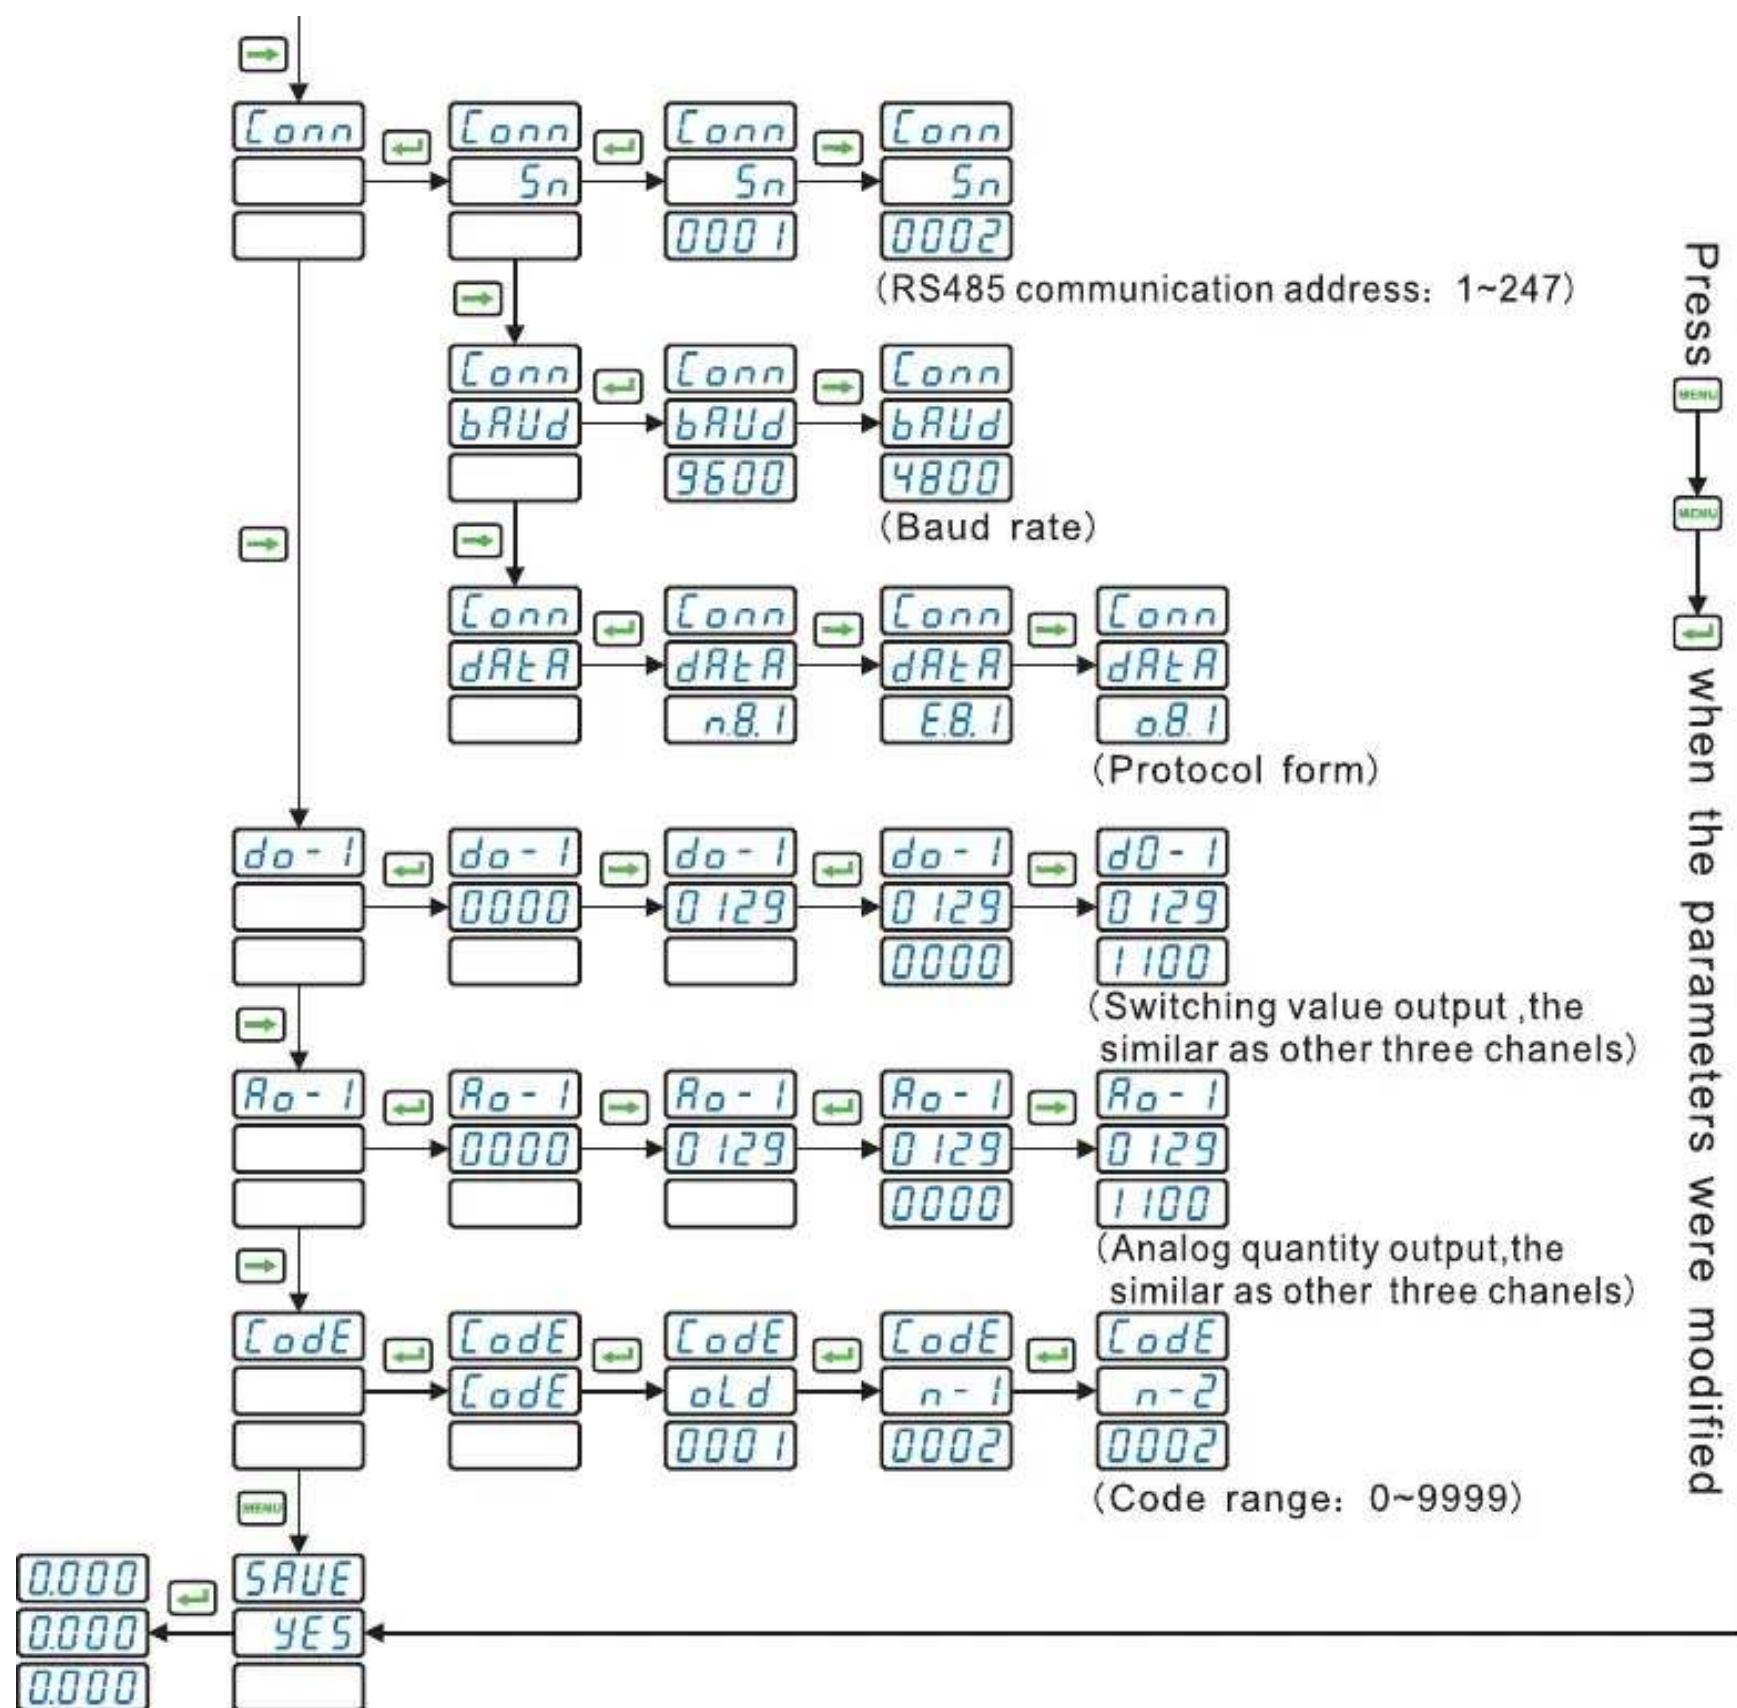 Conn Conn Conn Conn
Sn Sn Sn
0001 0002
(RS485 communication address: 1~247)
Conn Conn Conn
bAUd bAUd bAUd
9600 4800
(Baud rate)
Conn Conn Conn Conn
dAtA dAtA dAtA dAtA
n.8.1 E.8.1 o.8.1
(Protocol form)
do-1 do-1 do-1 do-1 d0-1
0000 0129 0129 0129
0000 1100
(Switching value output ,the
similar as other three chanels)
Ao-1 Ao-1 Ao-1 Ao-1 Ao-1
0000 0129 0129 0129
0000 1100
(Analog quantity output,the
similar as other three chanels)
CodE CodE CodE CodE CodE
CodE oLd n-1 n-2
0001 0002 0002
(Code range: 0~9999)
MENU
0.000 SAVE
0.000 YES
0.000
Press MENU MENU when the parameters were modified